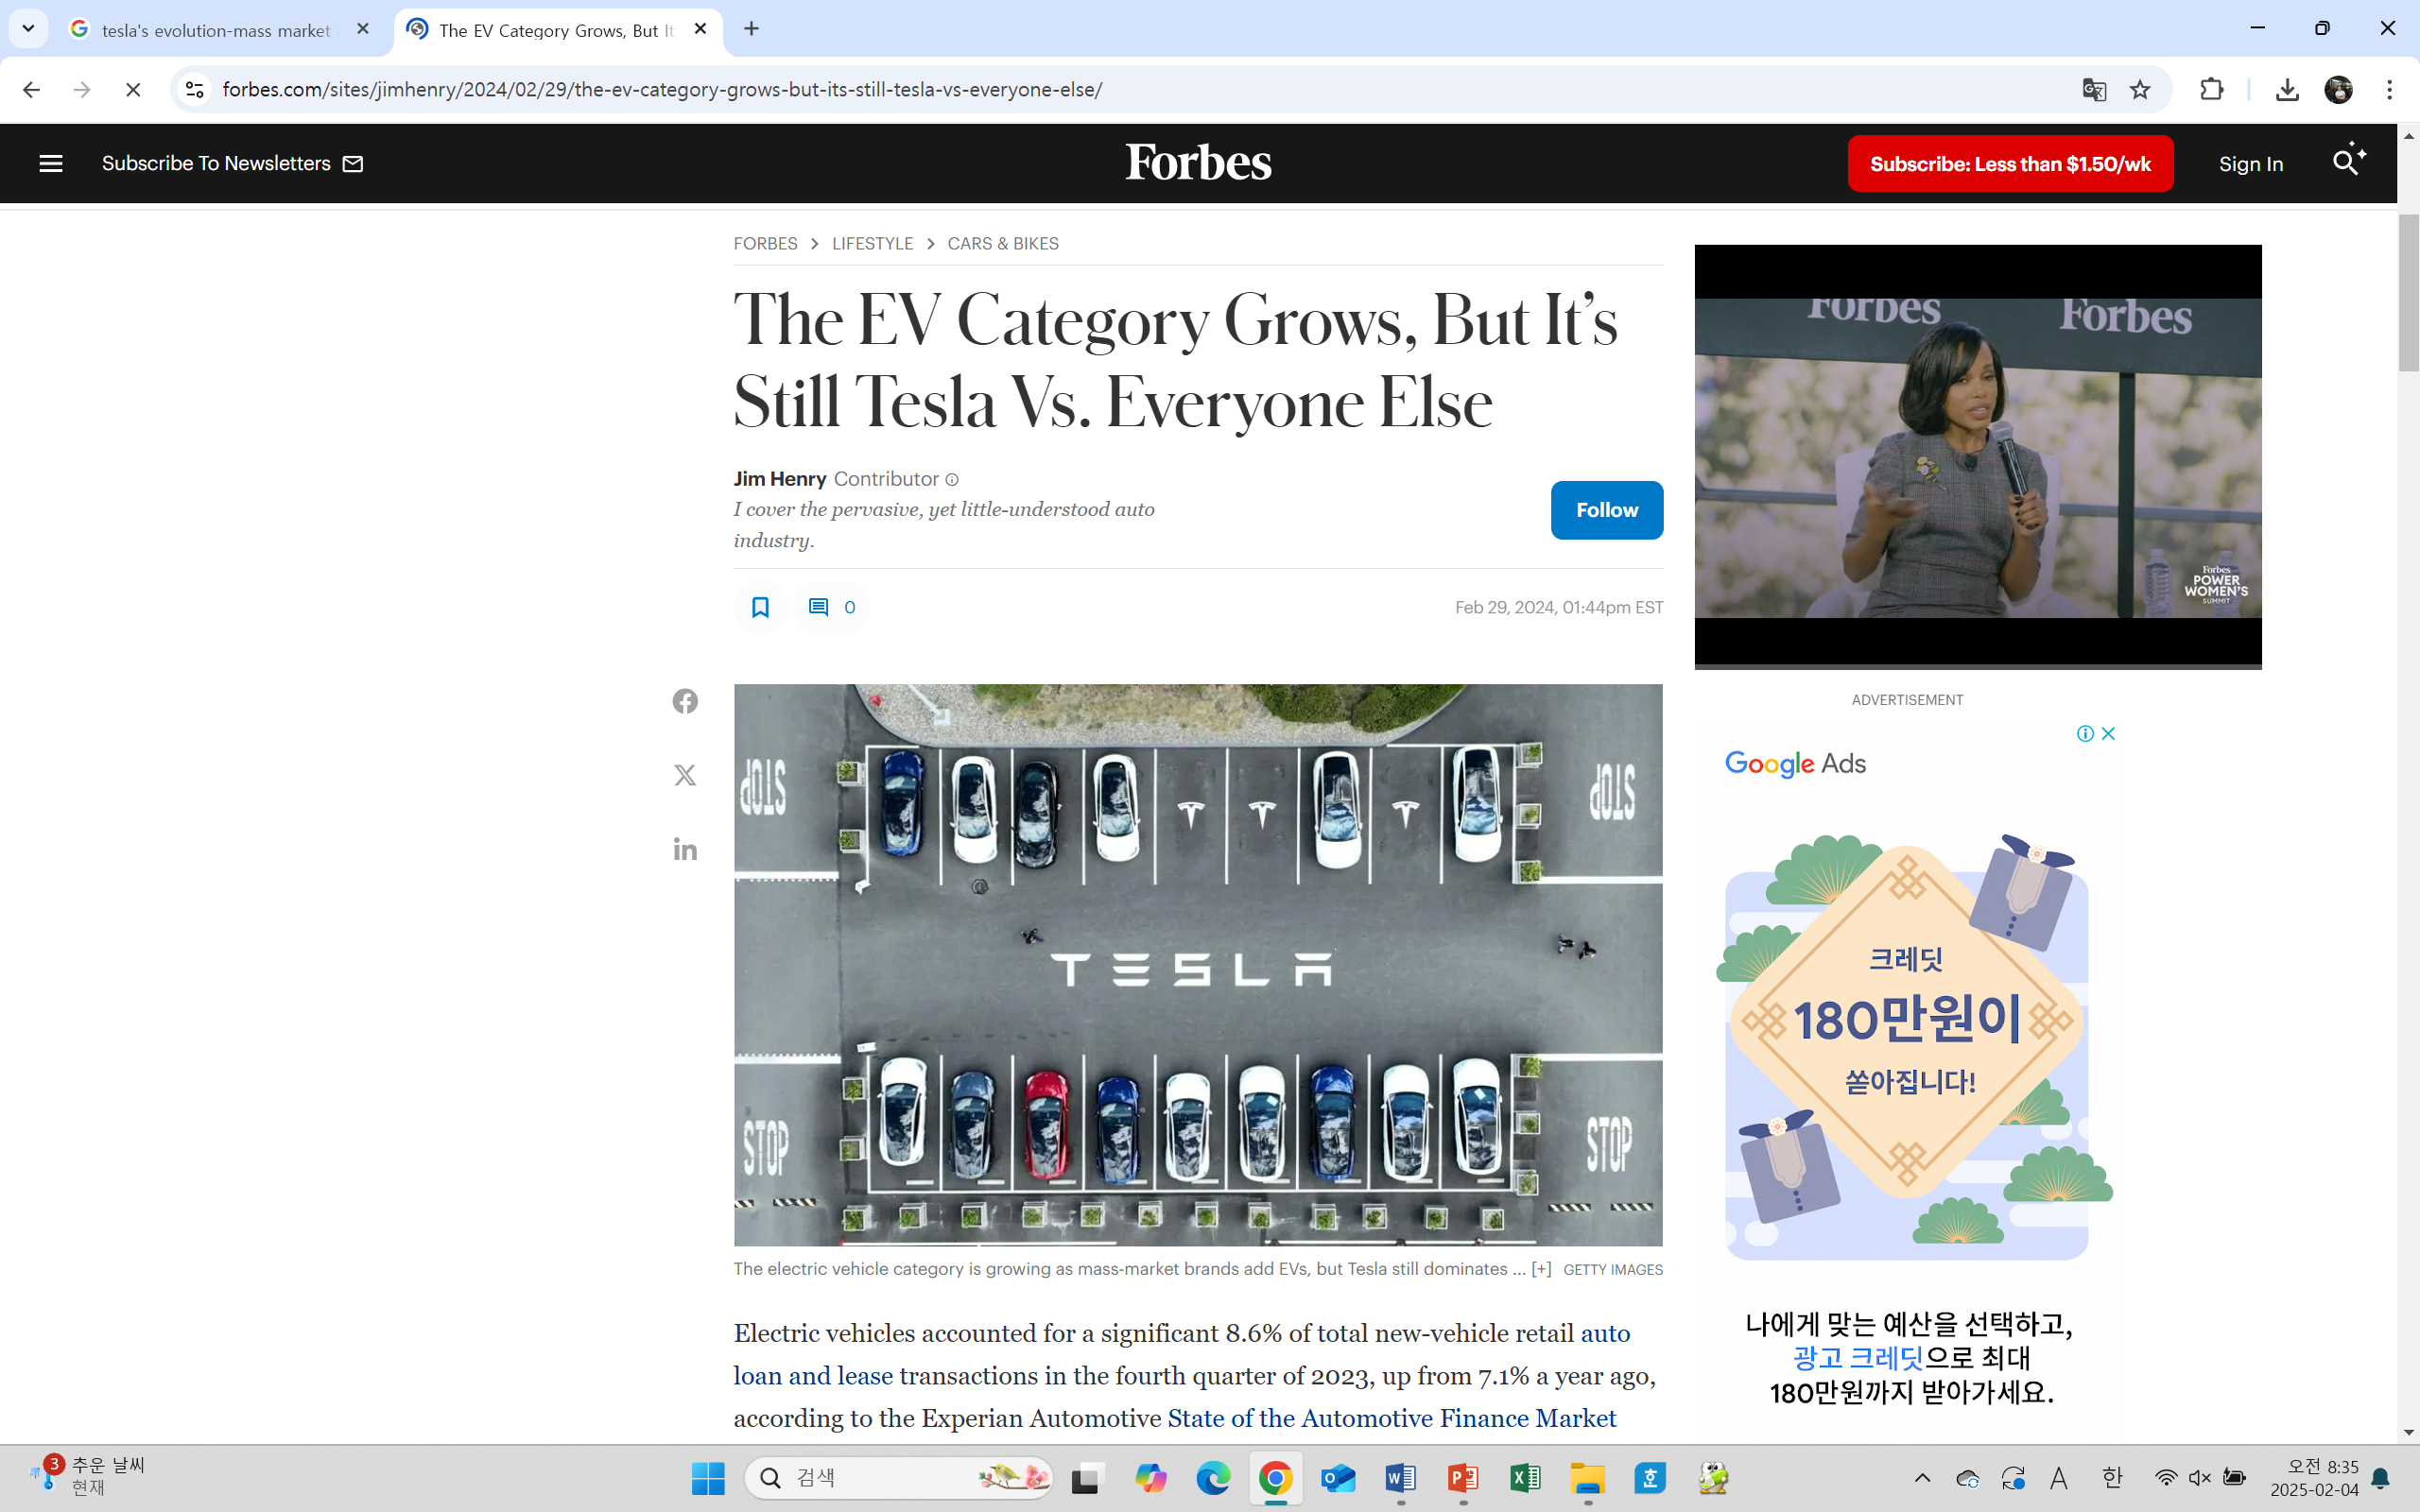 tesla's evolution-mass market
The EV Category Grows, But It
forbes.com/sites/jimhenry/2024/02/29/the-ev-category-grows-but-its-still-tesla-vs-everyone-else/
Subscribe To Newsletters
Forbes
Subscribe: Less than $1.50/wk
Sign In
FORBES > LIFESTYLE > CARS & BIKES
The EV Category Grows, But It’s
Still Tesla Vs. Everyone Else
Jim Henry Contributor
I cover the pervasive, yet little-understood auto
industry.
Follow
0
Feb 29, 2024, 01:44pm EST
Forbes Forbes
Forbes
POWER
WOMEN'S
SUMMIT
STOP
STOP
TESLA
STOP
STOP
The electric vehicle category is growing as mass-market brands add EVs, but Tesla still dominates ... [+] GETTY IMAGES
Electric vehicles accounted for a significant 8.6% of total new-vehicle retail auto
loan and lease transactions in the fourth quarter of 2023, up from 7.1% a year ago,
according to the Experian Automotive State of the Automotive Finance Market
ADVERTISEMENT
Google Ads
크레딧
180만원이
쏟아집니다!
나에게 맞는 예산을 선택하고,
광고 크레딧으로 최대
180만원까지 받아가세요.
3
추운 날씨
현재
검색
A
한
오전 8:35
2025-02-04